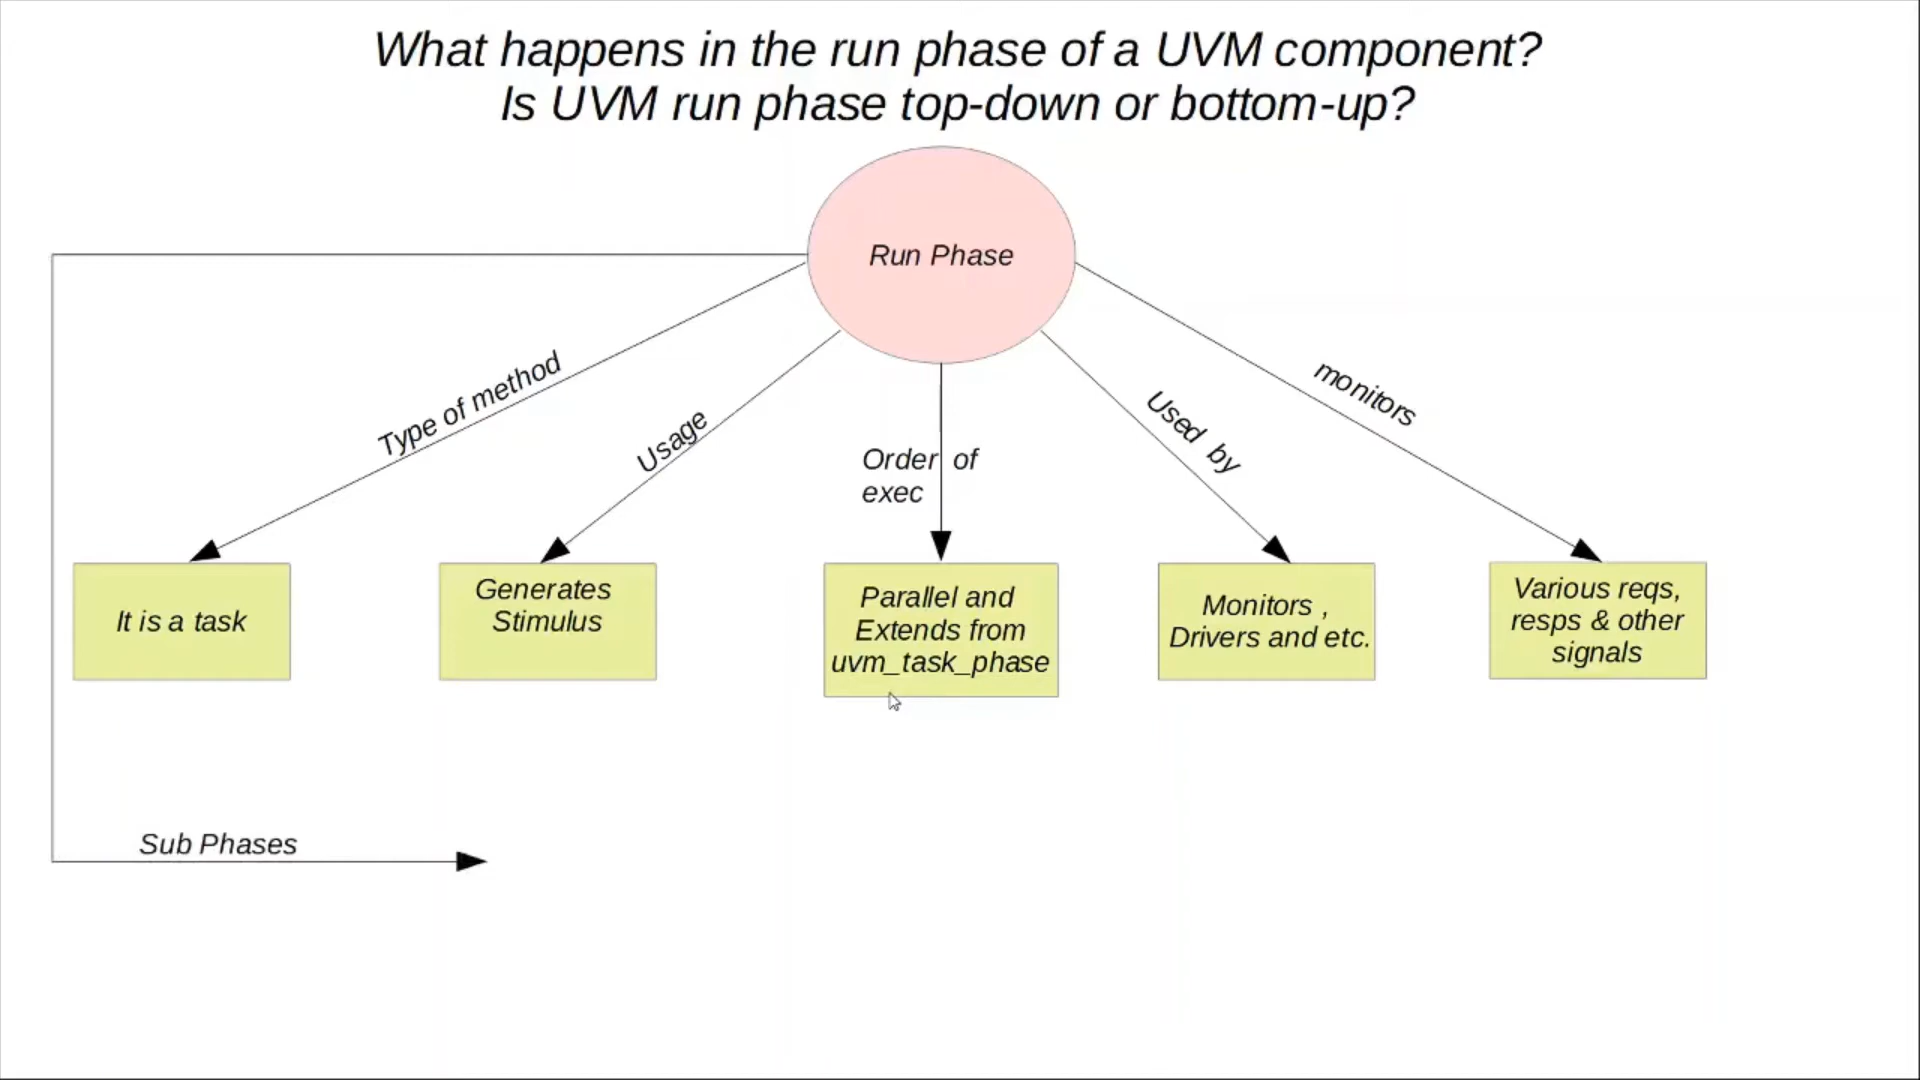 What happens in the run phase of a UVM component?
Is UVM run phase top-down or bottom-up?
Run Phase
Type of method
Usage
Order of
exec
Used by
monitors
It is a task
Generates
Stimulus
Parallel and
Extends from
uvm_task_phase
Monitors ,
Drivers and etc.
Various reqs,
resps & other
signals
Sub Phases